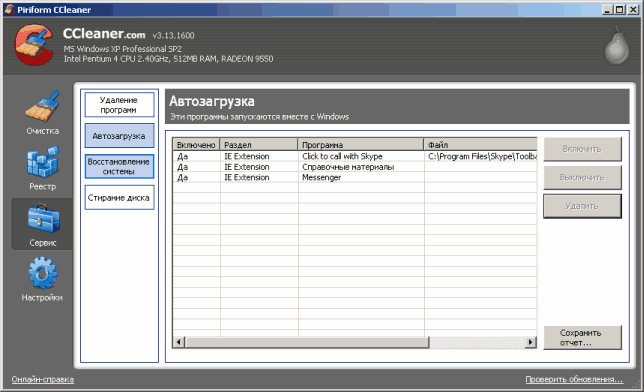 Piriform CCleaner
CCleaner.com v3.13.1600
MS Windows XP Professional SP2
Intel Pentium 4 CPU 2.40GHz, 512MB RAM, RADEON 9550
Очистка
Реестр
Сервис
Настройки
Удаление
программ
Автозагрузка
Восстановление
системы
Стирание диска
Автозагрузка
Эти программы запускаются вместе с Windows
Включено Раздел Программа Файл
Да IE Extension Click to call with Skype C:\Program Files\Skype\Toolba
Да IE Extension Справочные материалы
Да IE Extension Messenger
Включить
Выключить
Удалить
Сохранить
отчет...
Онлайн-справка
Проверить обновления...